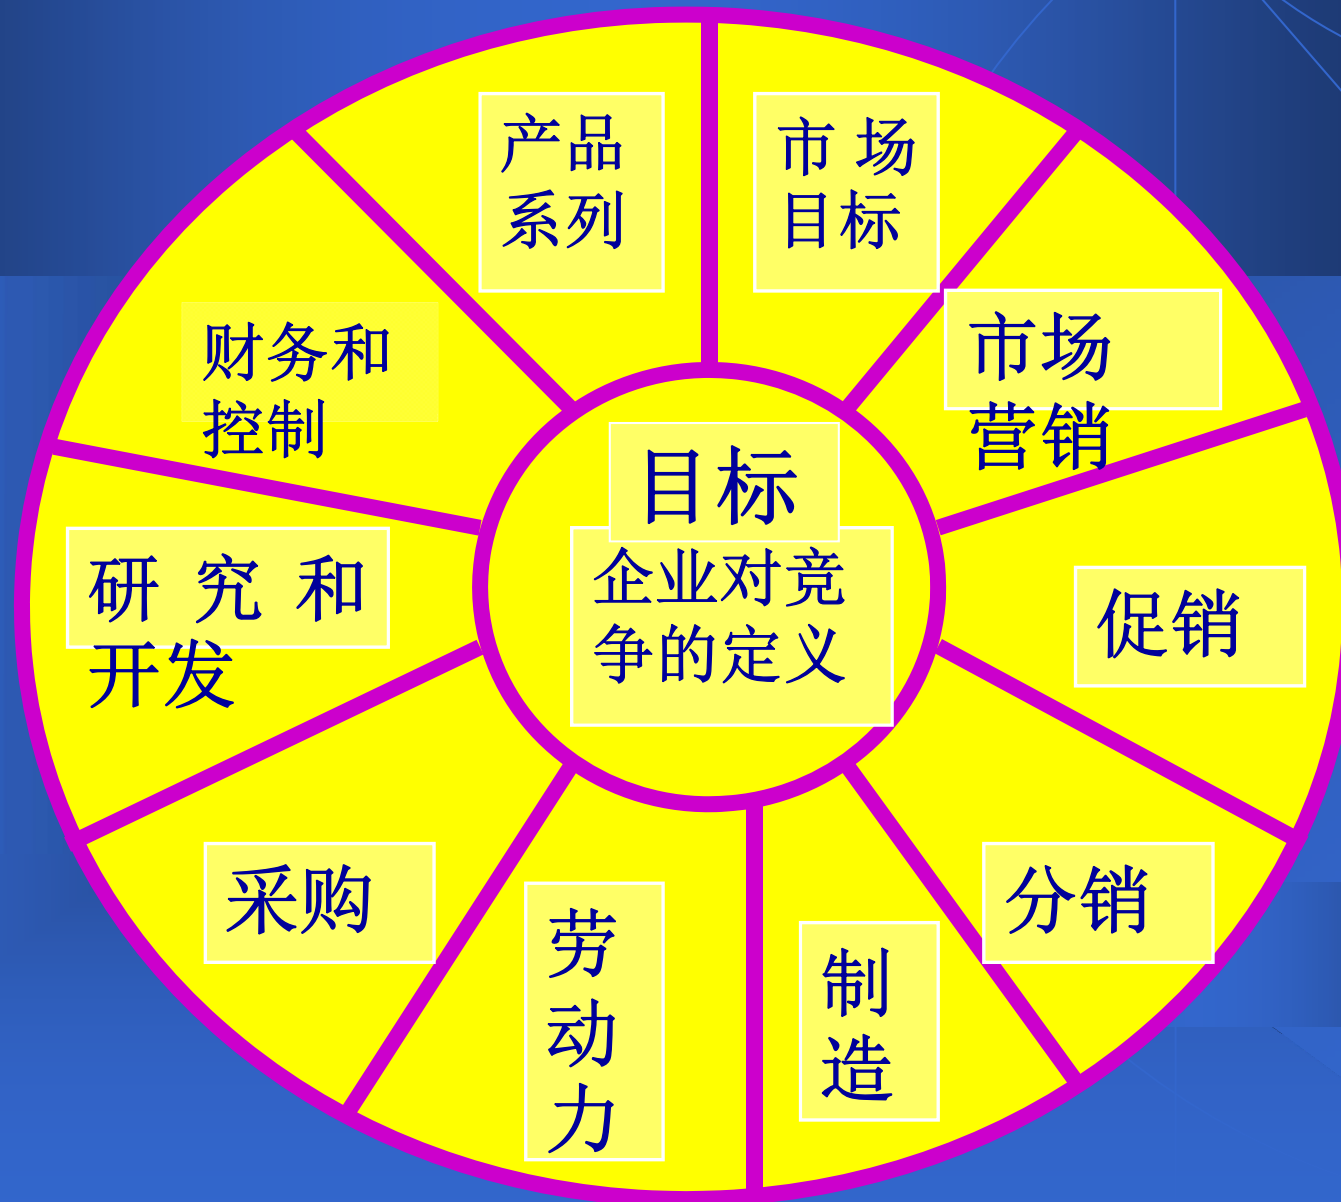 产品
系列
市 场
目标
市场
营销
促销
分销
制
造
劳
动
力
采购
研 究 和
开发
财务和
控制
目标
企业对竞
争的定义